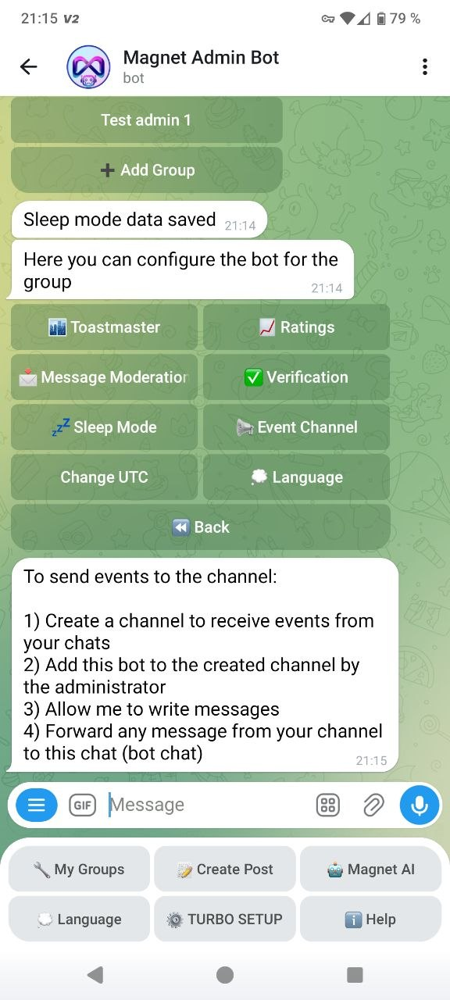 21:15 V2 79 %
Magnet Admin Bot
bot
Test admin 1
➕ Add Group
Sleep mode data saved 21:14
Here you can configure the bot for the
group 21:14
Toastmaster
Ratings
Message Moderation
Verification
Sleep Mode
Event Channel
Change UTC
Language
Back
To send events to the channel:
1) Create a channel to receive events from
your chats
2) Add this bot to the created channel by
the administrator
3) Allow me to write messages
4) Forward any message from your channel
to this chat (bot chat) 21:15
GIF Message
My Groups
Create Post
Magnet AI
Language
TURBO SETUP
Help